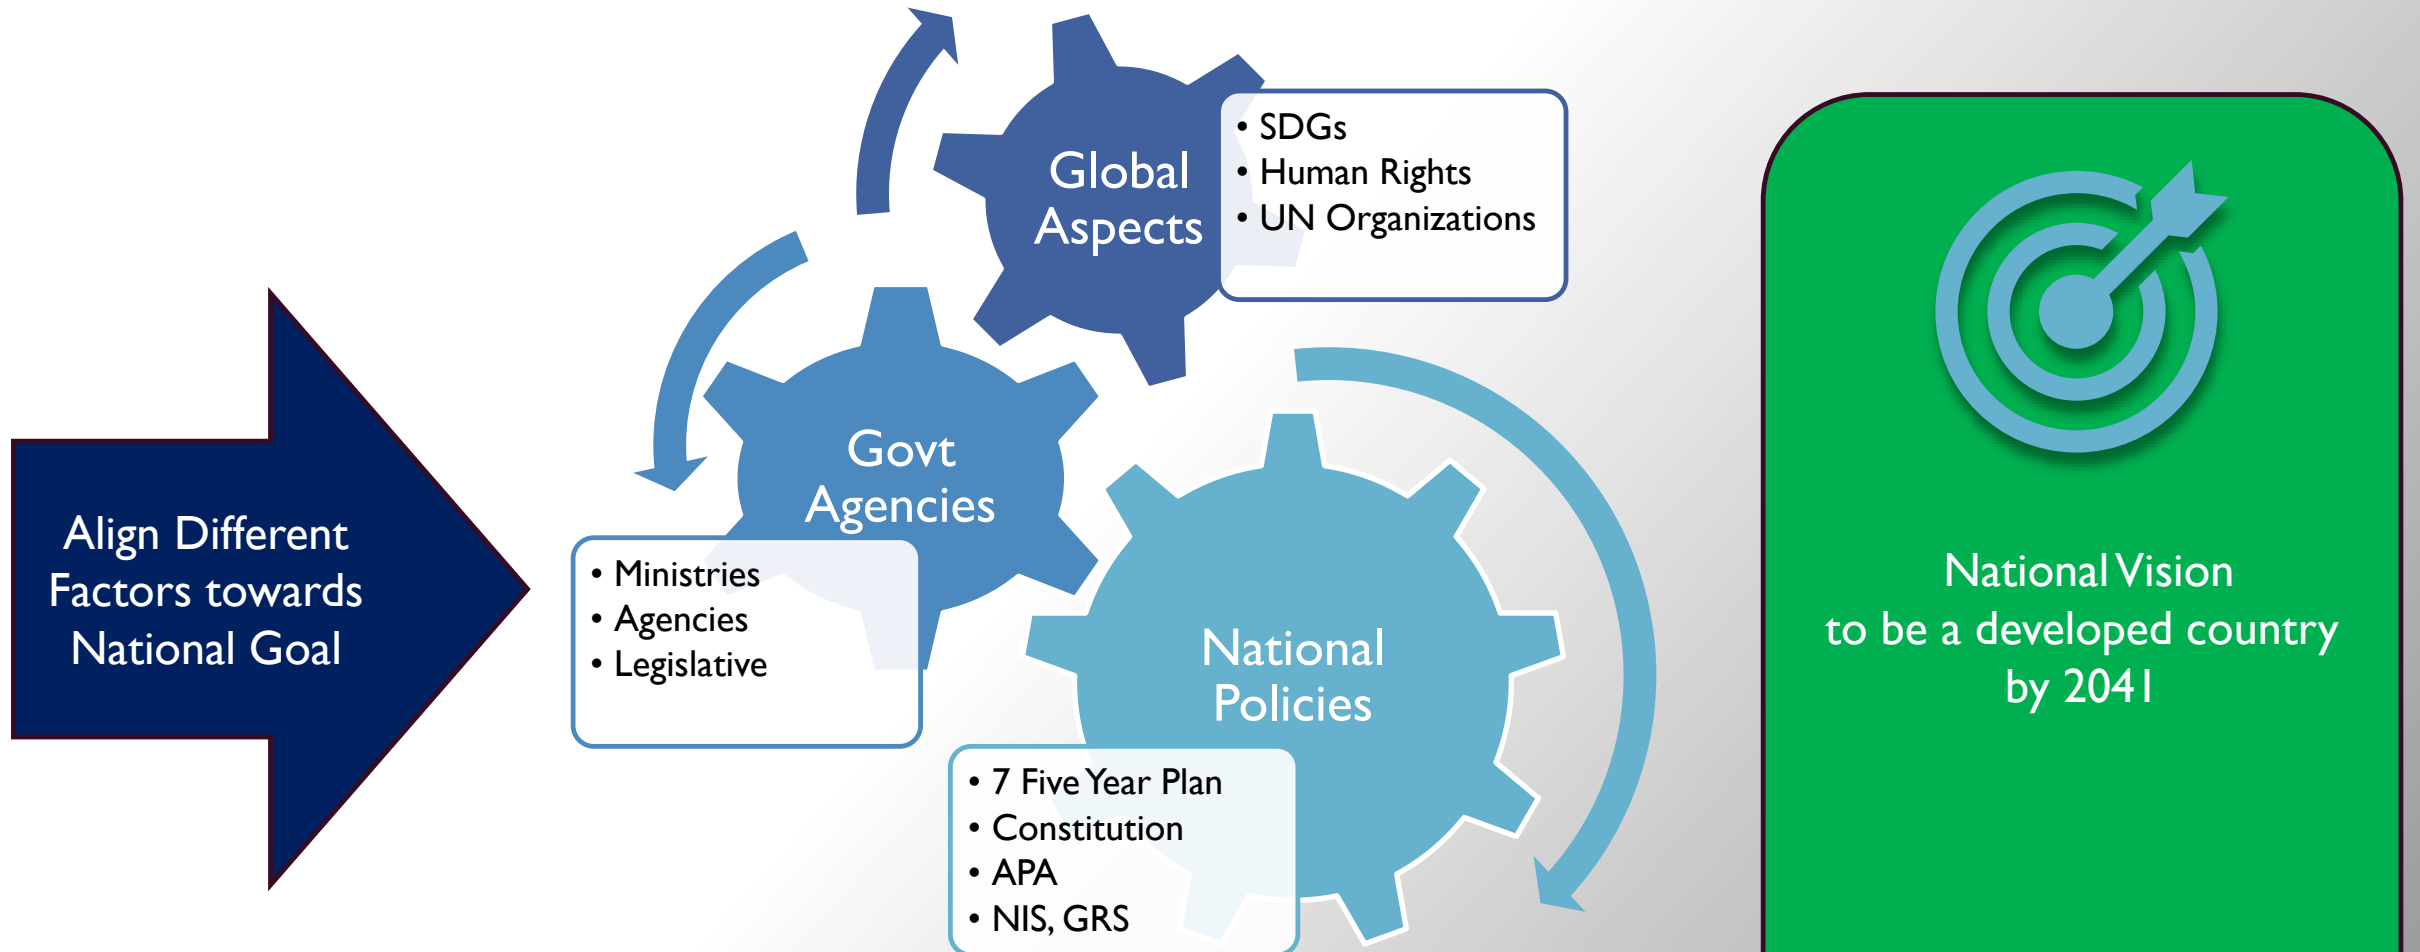 Align Different
Factors towards
National Goal
Global
Aspects
• SDGs
• Human Rights
• UN Organizations
Govt
Agencies
• Ministries
• Agencies
• Legislative
National
Policies
• 7 Five Year Plan
• Constitution
• APA
• NIS, GRS
National Vision
to be a developed country
by 2041